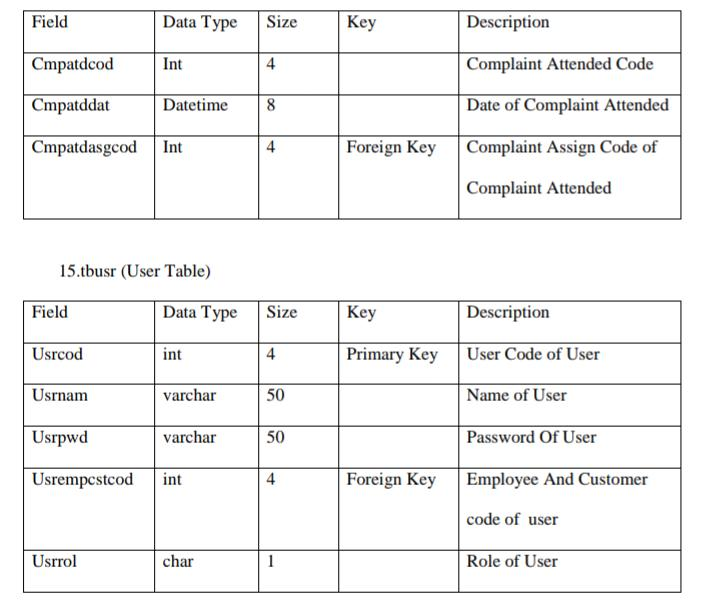 Field Data Type Size Key Description
Cmpatdcod Int 4 Complaint Attended Code
Cmpatddat Datetime 8 Date of Complaint Attended
Cmpatdasgcod Int 4 Foreign Key Complaint Assign Code of
Complaint Attended
15.tbusr (User Table)
Field Data Type Size Key Description
Usrcod int 4 Primary Key User Code of User
Usrnam varchar 50 Name of User
Usrpwd varchar 50 Password Of User
Usrempcstcod int 4 Foreign Key Employee And Customer
code of user
Usrrol char 1 Role of User